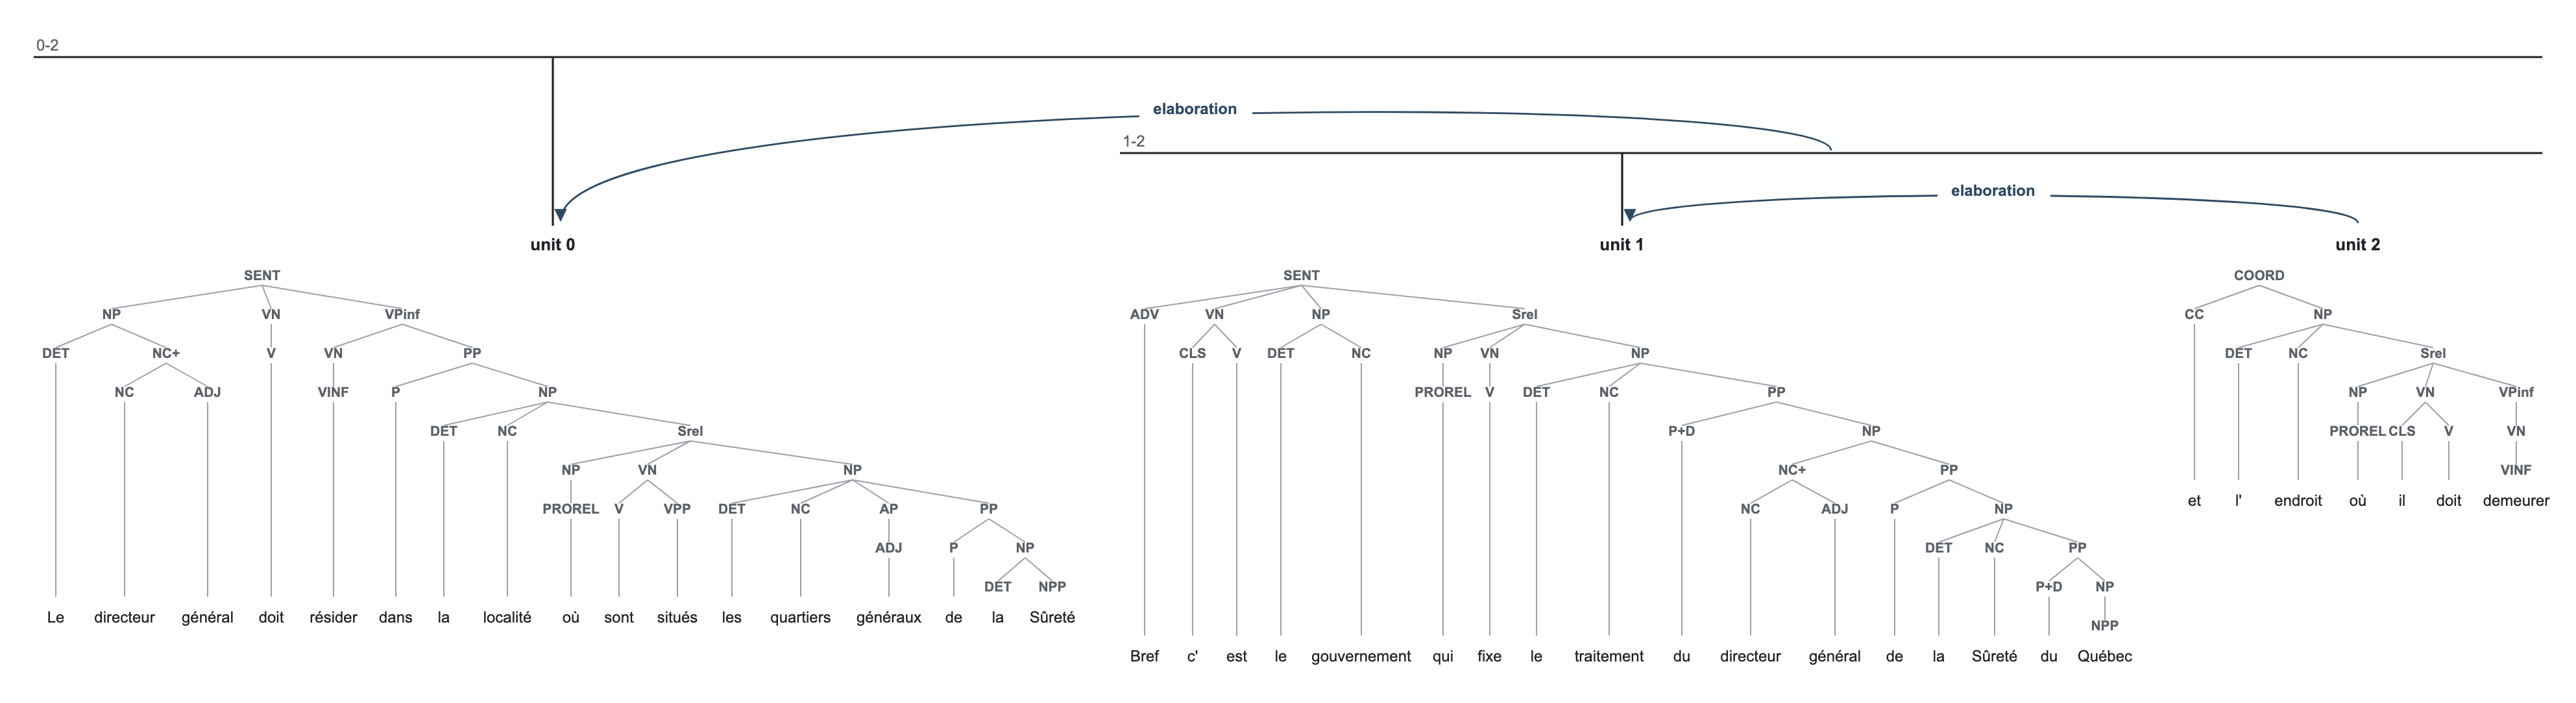 0-2
elaboration
1-2
elaboration
unit 0 unit 1 unit 2
SENT SENT COORD
NP VN VPinf ADV VN NP Srel CC NP
DET NC+ V VN PP CLS V DET NC NP VN NP DET NC Srel
NC ADJ VINF P NP PROREL V DET NC PP NP VN VPinf
DET NC Srel P+D NP PROREL CLS V VN
NP VN NP NC+ PP VINF
PROREL V VPP DET NC AP PP NC ADJ P NP
et l' endroit où il doit demeurer
ADJ P NP DET NC PP
DET NPP P+D NP
Le directeur général doit résider dans la localité où sont situés les quartiers généraux de la Sûreté
NPP
Bref c' est le gouvernement qui fixe le traitement du directeur général de la Sûreté du Québec